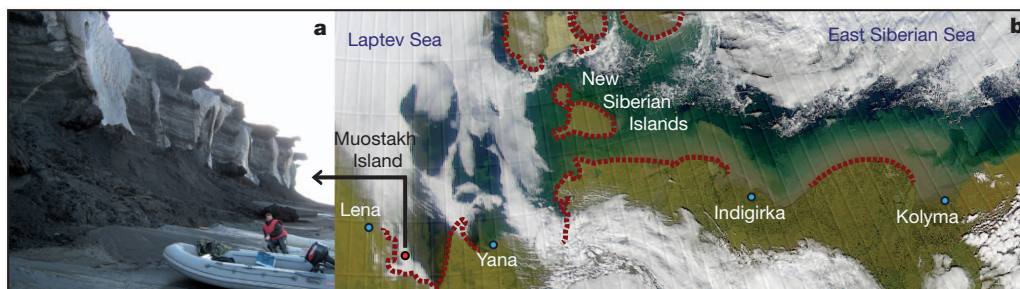 a
Laptev Sea
East Siberian Sea
b
New
Siberian
Islands
Muostakh
Island
Lena
Yana
Indigirka
Kolyma